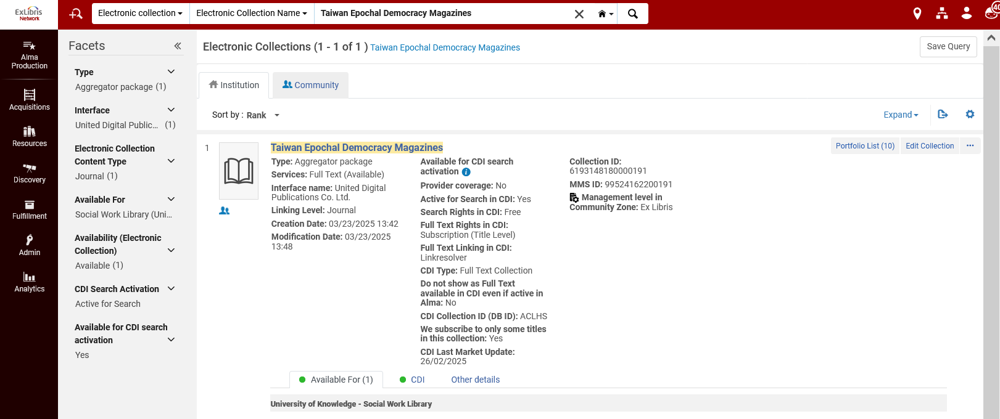 ExLibris
Network
Electronic collection
Electronic Collection Name
Taiwan Epochal Democracy Magazines
Alma
Production
Acquisitions
Resources
Discovery
Fulfillment
Admin
Analytics
Facets
Type
Aggregator package (1)
Interface
United Digital Public... (1)
Electronic Collection
Content Type
Journal (1)
Available For
Social Work Library (Uni...
Availability (Electronic
Collection)
Available (1)
CDI Search Activation
Active for Search
Available for CDI search
activation
Yes
Electronic Collections (1 - 1 of 1 ) Taiwan Epochal Democracy Magazines
Save Query
Institution
Community
Sort by : Rank
Expand
1
Taiwan Epochal Democracy Magazines
Portfolio List (10)
Edit Collection
Type: Aggregator package
Services: Full Text (Available)
Interface name: United Digital
Publications Co. Ltd.
Linking Level: Journal
Creation Date: 03/23/2025 13:42
Modification Date: 03/23/2025
13:48
Available for CDI search
activation
Provider coverage: No
Active for Search in CDI: Yes
Search Rights in CDI: Free
Full Text Rights in CDI:
Subscription (Title Level)
Full Text Linking in CDI:
Linkresolver
CDI Type: Full Text Collection
Do not show as Full Text
available in CDI even if active in
Alma: No
CDI Collection ID (DB ID): ACLHS
We subscribe to only some titles
in this collection: Yes
CDI Last Market Update:
26/02/2025
Collection ID:
6193148180000191
MMS ID: 99524162200191
Management level in
Community Zone: Ex Libris
Available For (1)
CDI
Other details
University of Knowledge - Social Work Library